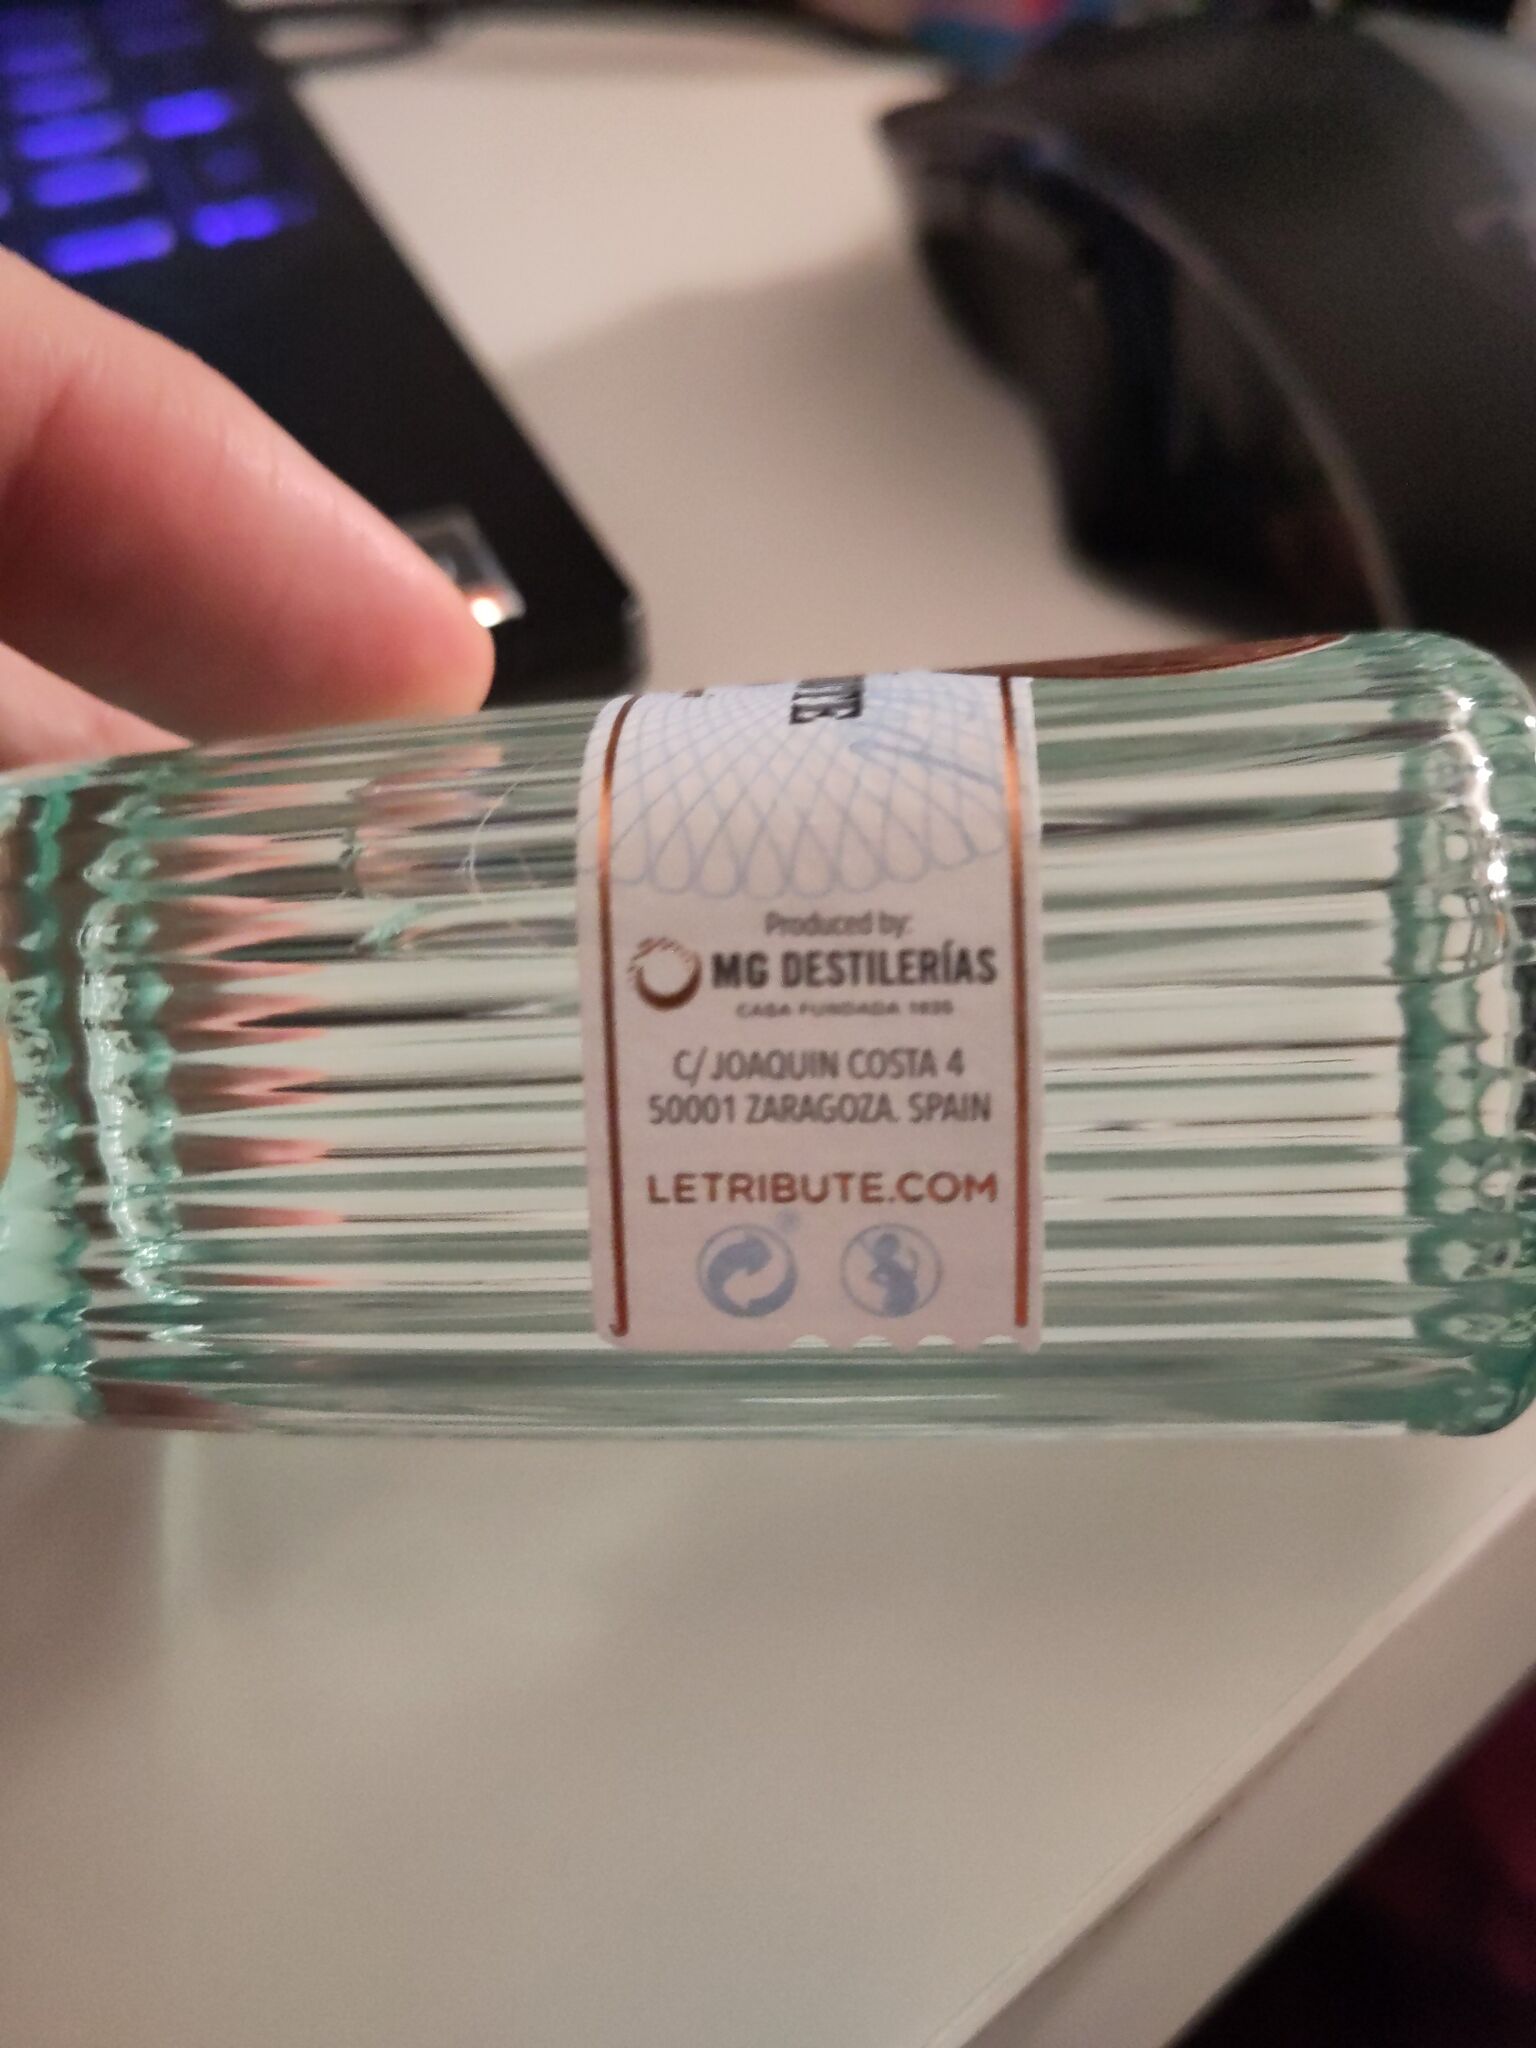 Produced by:
MG DESTILERÍAS
CASA FUNDADA 1835
C/ JOAQUIN COSTA 4
50001 ZARAGOZA. SPAIN
LETRIBUTE.COM